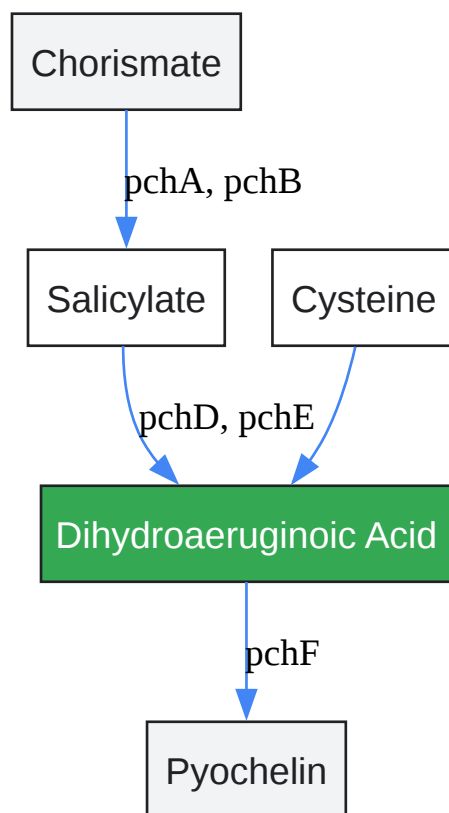 Chorismate
pchA, pchB
Salicylate
Cysteine
pchD, pchE
Dihydroaeruginoic Acid
pchF
Pyochelin